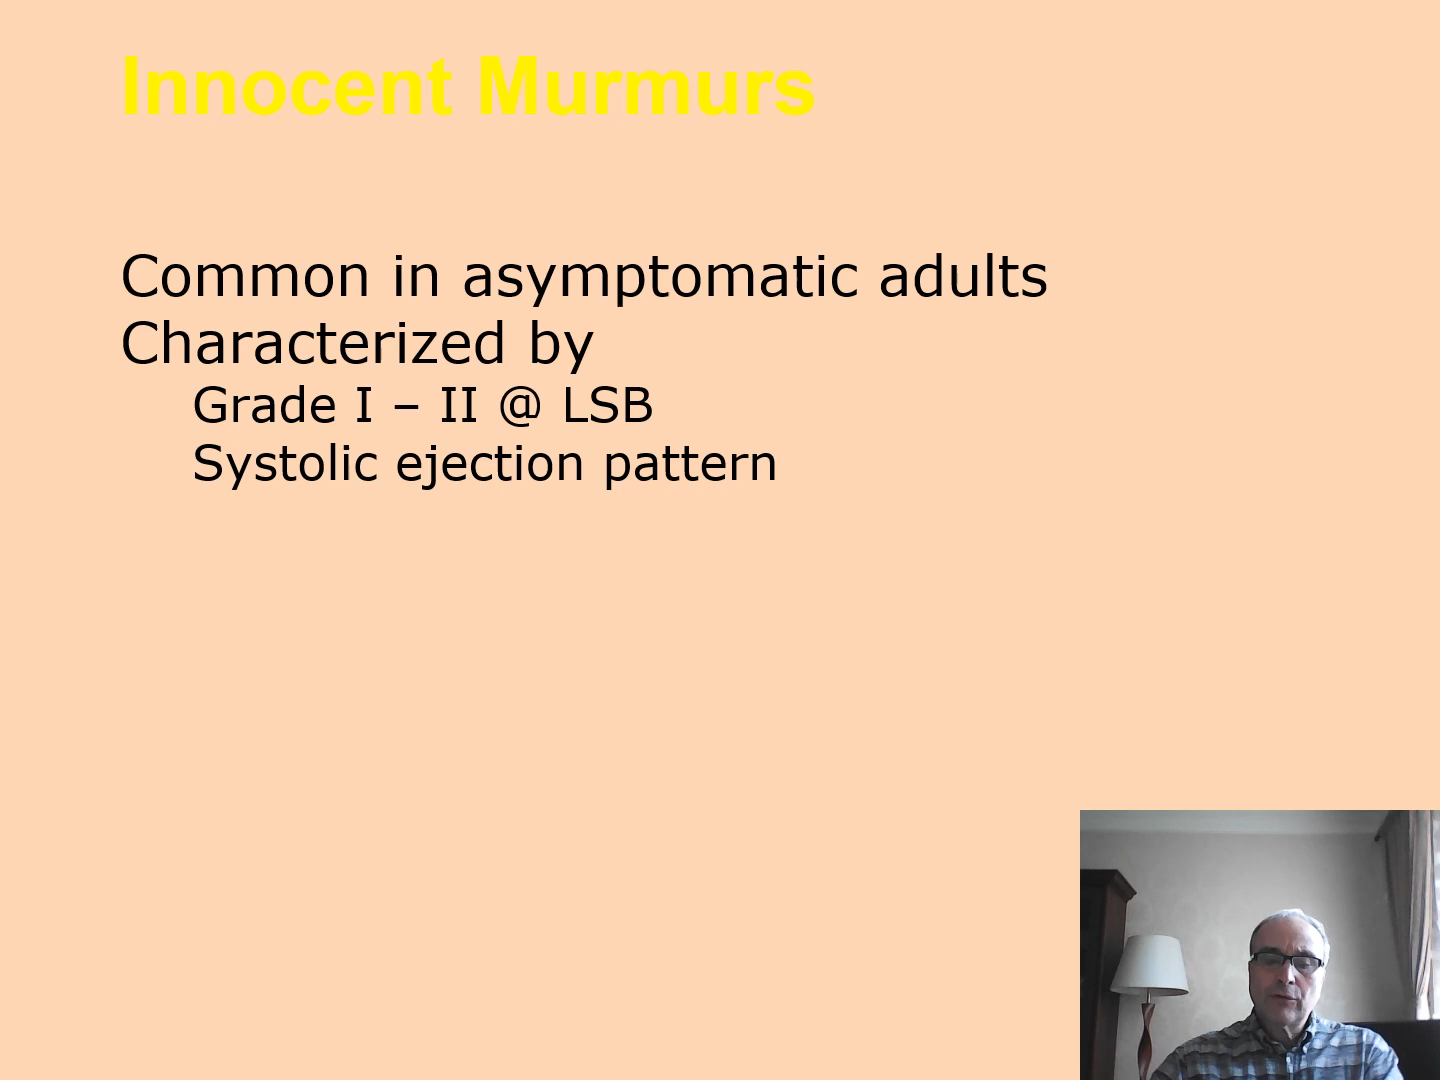 Innocent Murmurs
Common in asymptomatic adults
Characterized by
Grade I – II @ LSB
Systolic ejection pattern